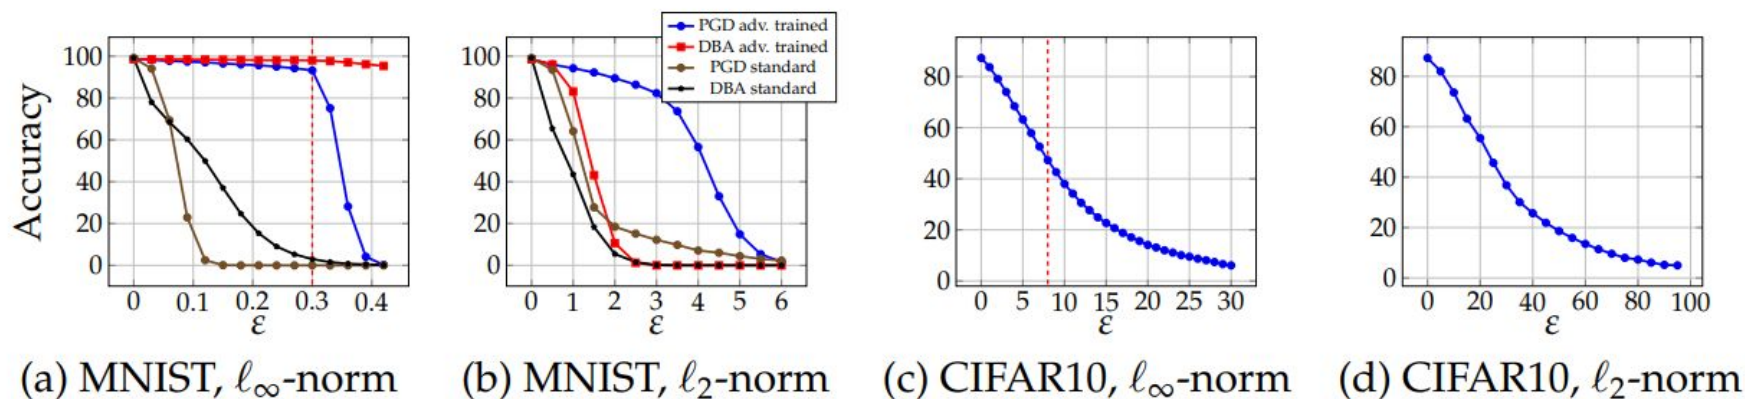 PGD adv. trained
DBA adv. trained
PGD standard
DBA standard
Accuracy
100
80
60
40
20
0
0 0.1 0.2 0.3 0.4
ε
100
80
60
40
20
0
0 1 2 3 4 5 6
ε
80
60
40
20
0
0 5 10 15 20 25 30
ε
80
60
40
20
0
0 20 40 60 80 100
ε
(a) MNIST, ℓ∞-norm
(b) MNIST, ℓ2-norm
(c) CIFAR10, ℓ∞-norm
(d) CIFAR10, ℓ2-norm